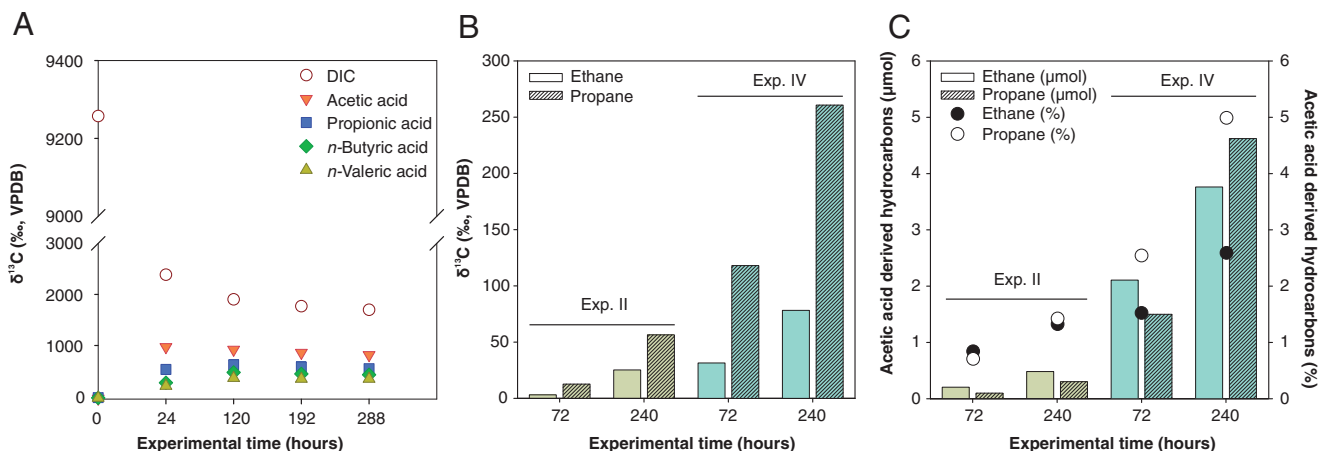 A
9400
9200
9000
3000
2000
1000
0
δ¹³C (‰, VPDB)
DIC
Acetic acid
Propionic acid
n-Butyric acid
n-Valeric acid
0 24 120 192 288
Experimental time (hours)
B
300
250
200
150
100
50
0
δ¹³C (‰, VPDB)
Ethane
Propane
Exp. II
Exp. IV
72 240 72 240
Experimental time (hours)
C
6
5
4
3
2
1
0
Acetic acid derived hydrocarbons (µmol)
Ethane (µmol)
Propane (µmol)
Ethane (%)
Propane (%)
Exp. II
Exp. IV
72 240 72 240
Experimental time (hours)
6
5
4
3
2
1
0
Acetic acid derived hydrocarbons
(%)